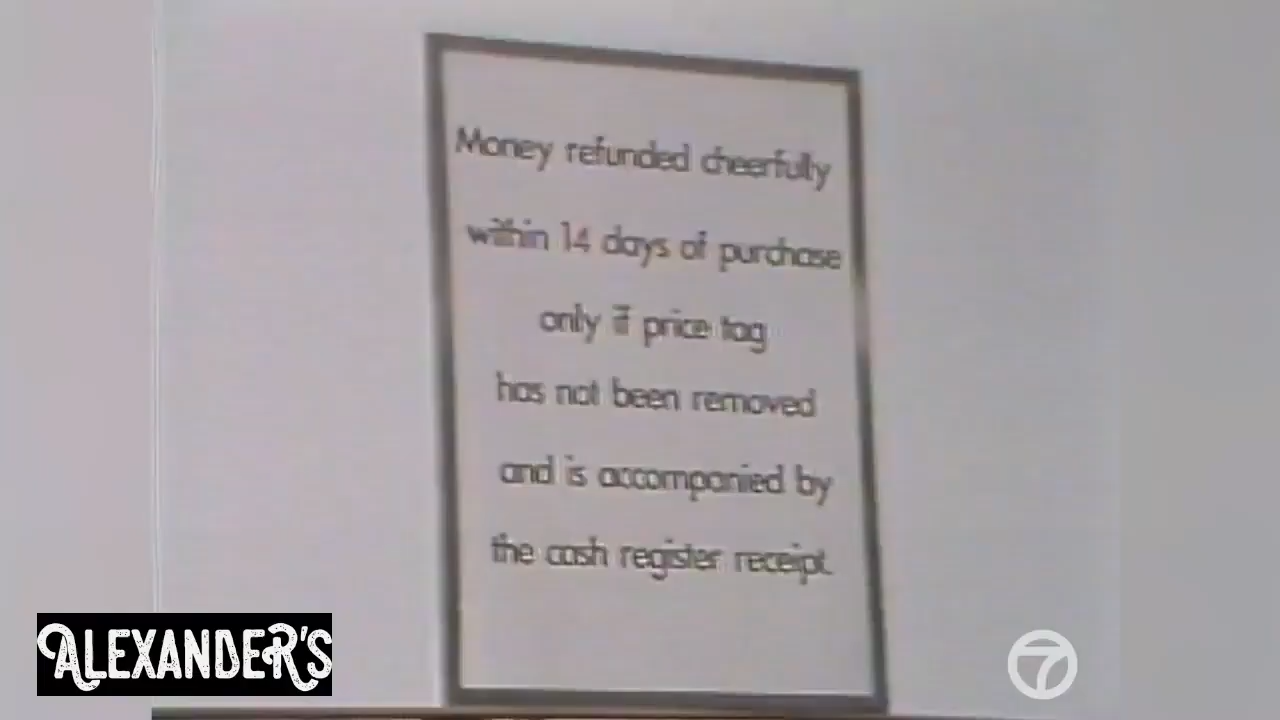 Money refunded cheerfully
within 14 days of purchase
only if price tag
has not been removed
and is accompanied by
the cash register receipt.
ALEXANDER'S
7